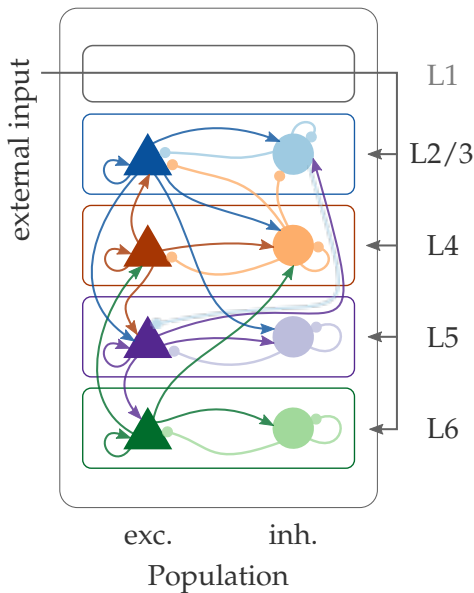 external input
L1
L2/3
L4
L5
L6
exc. inh.
Population